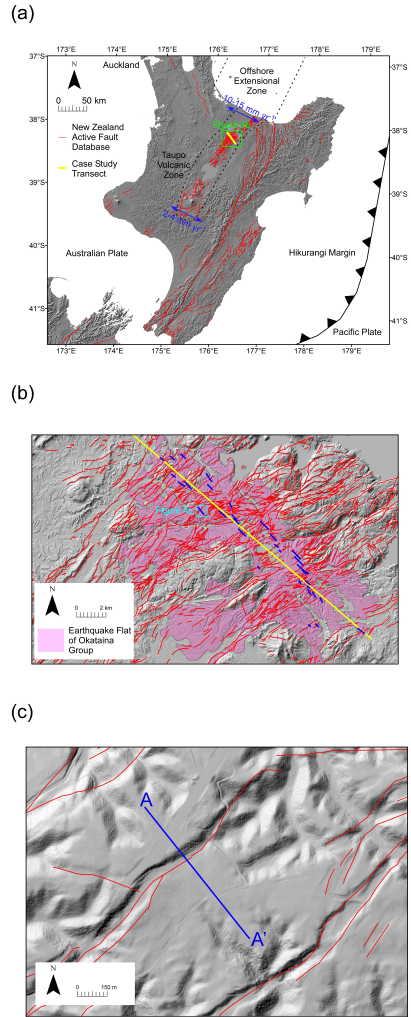 (a)
173°E 174°E 175°E 176°E 177°E 178°E 179°E
37°S
37°S
Auckland
Offshore
Extensional
Zone
N
0 50 km
10-15 mm yr⁻¹
38°S
38°S
New Zealand
Active Fault
Database
Case Study
Transect
Taupo
Volcanic
Zone
39°S
39°S
2-4 mm yr⁻¹
40°S
40°S
Australian Plate
Hikurangi Margin
41°S
41°S
Pacific Plate
173°E 174°E 175°E 176°E 177°E 178°E 179°E
(b)
N
0 2 km
Earthquake Flat
of Okataina
Group
(c)
A
A'
N
0 150 m